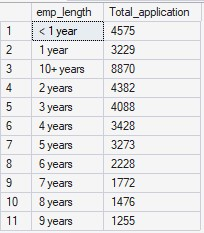 emp_length Total_application
1 < 1 year 4575
2 1 year 3229
3 10+ years 8870
4 2 years 4382
5 3 years 4088
6 4 years 3428
7 5 years 3273
8 6 years 2228
9 7 years 1772
10 8 years 1476
11 9 years 1255